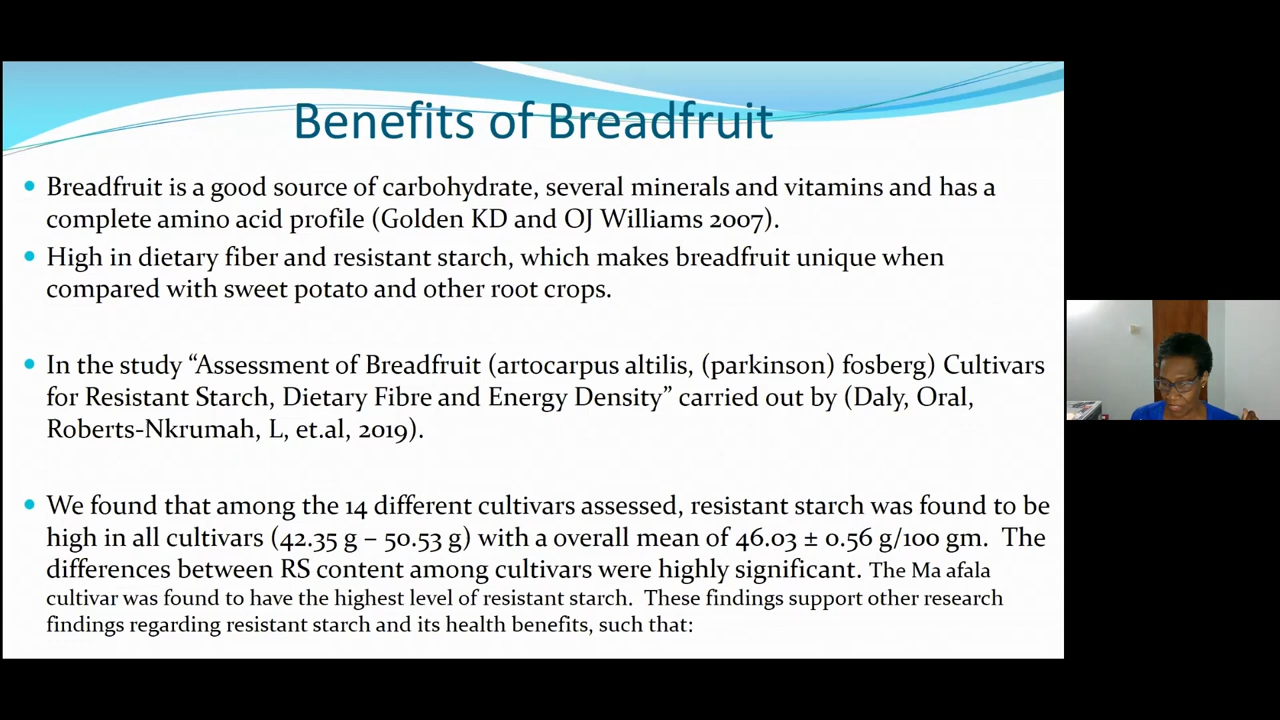 Benefits of Breadfruit
Breadfruit is a good source of carbohydrate, several minerals and vitamins and has a
complete amino acid profile (Golden KD and OJ Williams 2007).
High in dietary fiber and resistant starch, which makes breadfruit unique when
compared with sweet potato and other root crops.
In the study “Assessment of Breadfruit (artocarpus altilis, (parkinson) fosberg) Cultivars
for Resistant Starch, Dietary Fibre and Energy Density” carried out by (Daly, Oral,
Roberts-Nkrumah, L, et.al, 2019).
We found that among the 14 different cultivars assessed, resistant starch was found to be
high in all cultivars (42.35 g – 50.53 g) with a overall mean of 46.03 ± 0.56 g/100 gm. The
differences between RS content among cultivars were highly significant. The Ma afala
cultivar was found to have the highest level of resistant starch. These findings support other research
findings regarding resistant starch and its health benefits, such that: